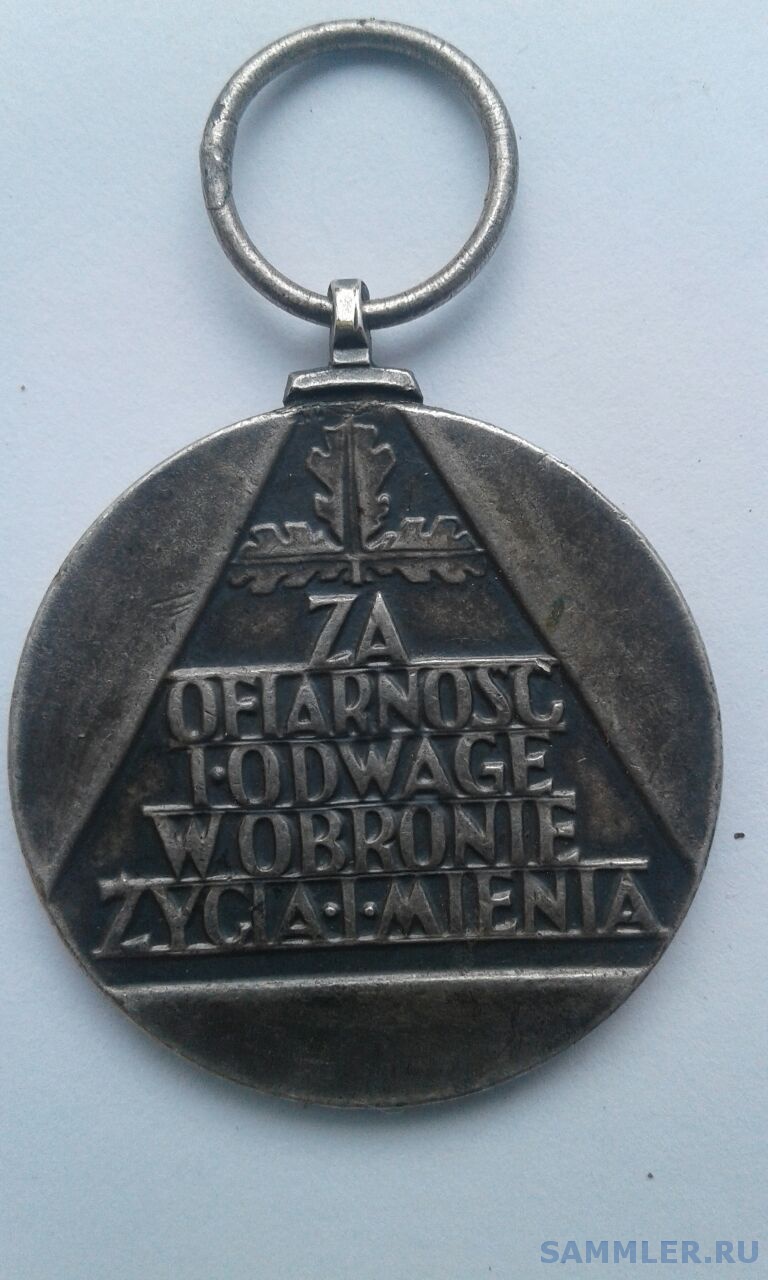 ZA
OFIARNOŚĆ
I·ODWAGĘ
W·OBRONIE
ŻYCIA·I·MIENIA
SAMMLER.RU